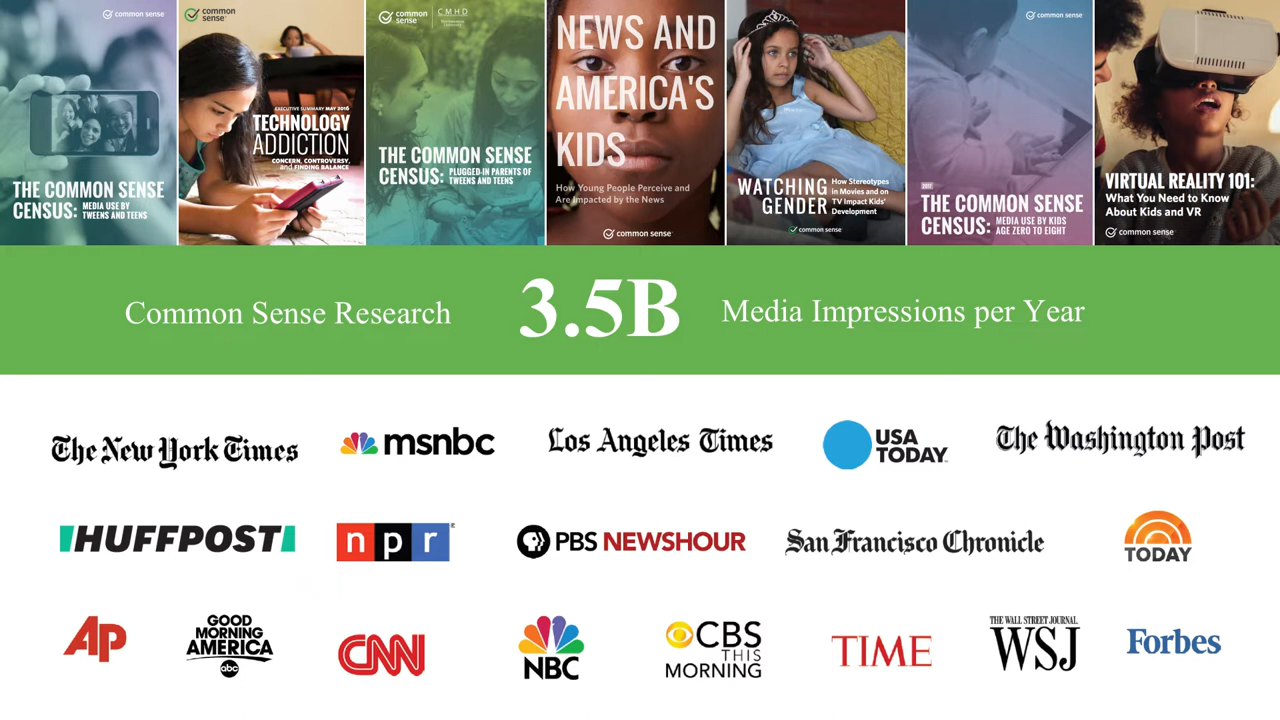 common sense
THE COMMON SENSE
CENSUS: MEDIA USE BY
TWEENS AND TEENS
common
sense
EXECUTIVE SUMMARY MAY 2016
TECHNOLOGY
ADDICTION
CONCERN, CONTROVERSY,
and FINDING BALANCE
common
sense
CMHD
THE COMMON SENSE
CENSUS: PLUGGED-IN PARENTS OF
TWEENS AND TEENS
NEWS AND
AMERICA'S
KIDS
How Young People Perceive and
Are Impacted by the News
common sense
WATCHING
GENDER
How Stereotypes
in Movies and on
TV Impact Kids'
Development
common sense
common sense
2017
THE COMMON SENSE
CENSUS: MEDIA USE BY KIDS
AGE ZERO TO EIGHT
VIRTUAL REALITY 101:
What You Need to Know
About Kids and VR
common sense
Common Sense Research 3.5B Media Impressions per Year
The New York Times
msnbc
Los Angeles Times
USA
TODAY
The Washington Post
HUFFPOST
npr
PBS NEWSHOUR
San Francisco Chronicle
TODAY
AP
GOOD
MORNING
AMERICA
abc
CNN
NBC
CBS
THIS
MORNING
TIME
THE WALL STREET JOURNAL
WSJ
Forbes